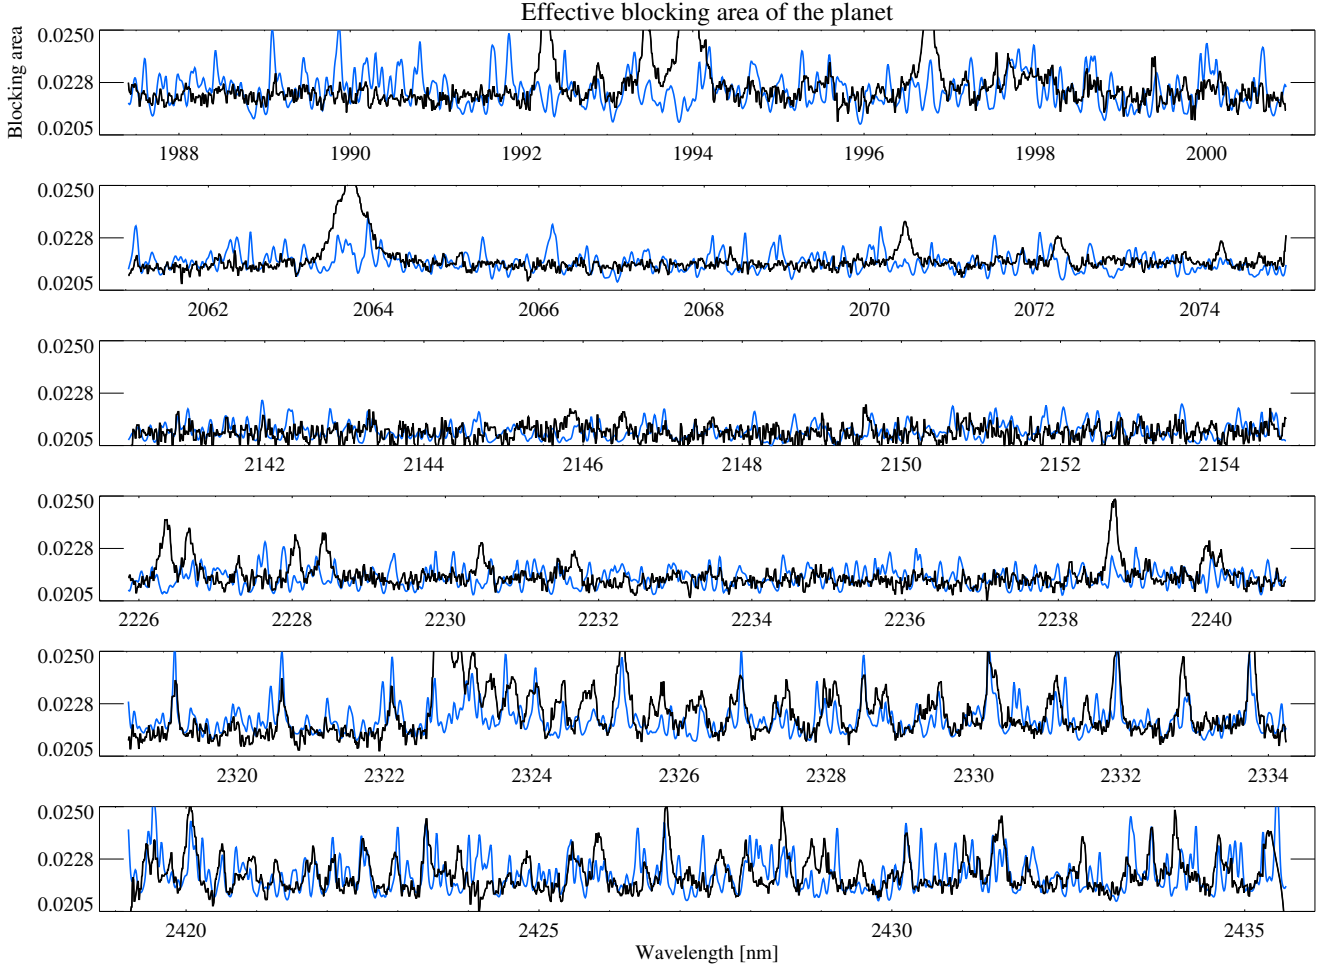 Effective blocking area of the planet
Blocking area
0.0250
0.0228
0.0205
1988 1990 1992 1994 1996 1998 2000
0.0250
0.0228
0.0205
2062 2064 2066 2068 2070 2072 2074
0.0250
0.0228
0.0205
2142 2144 2146 2148 2150 2152 2154
0.0250
0.0228
0.0205
2226 2228 2230 2232 2234 2236 2238 2240
0.0250
0.0228
0.0205
2320 2322 2324 2326 2328 2330 2332 2334
0.0250
0.0228
0.0205
2420 2425 2430 2435
Wavelength [nm]